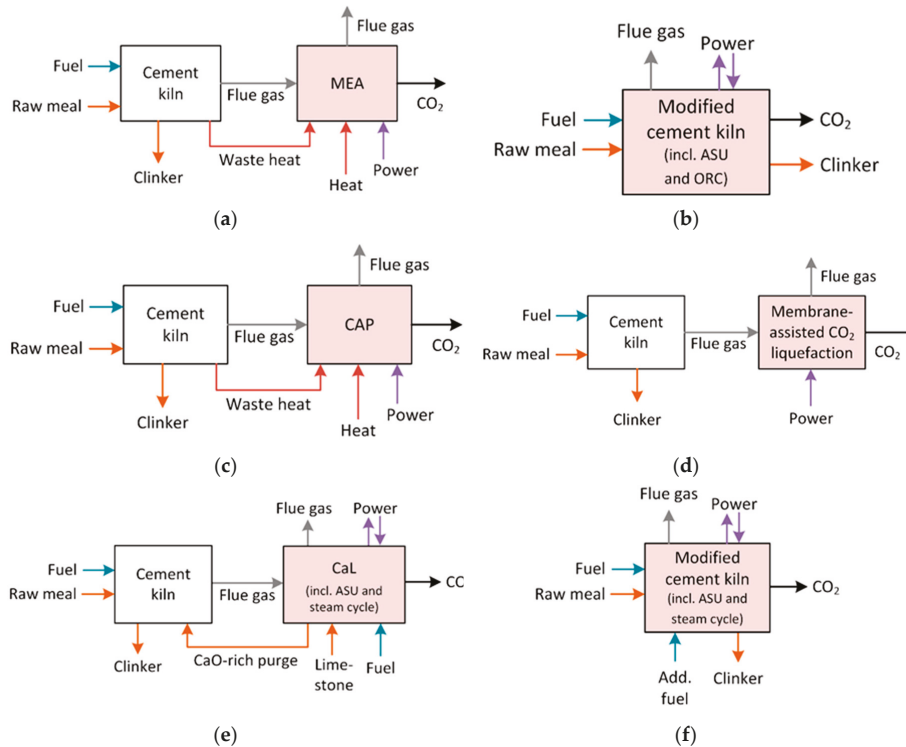 Flue gas
Fuel
Cement
kiln
MEA
Flue gas
CO₂
Raw meal
Waste heat
Power
Clinker
Heat
(a)
Flue gas
Power
Modified
cement kiln
(incl. ASU
and ORC)
Fuel
CO₂
Raw meal
Clinker
(b)
Flue gas
Fuel
Cement
kiln
CAP
Flue gas
CO₂
Raw meal
Waste heat
Power
Clinker
Heat
(c)
Flue gas
Fuel
Cement
kiln
Membrane-
assisted CO₂
liquefaction
Raw meal
Flue gas
CO₂
Clinker
Power
(d)
Flue gas
Power
Fuel
Cement
kiln
CaL
(incl. ASU and
steam cycle)
CC
Raw meal
Flue gas
Clinker
CaO-rich purge
Lime-
stone
Fuel
(e)
Flue gas
Power
Modified
cement kiln
(incl. ASU and
steam cycle)
Fuel
Raw meal
CO₂
Add.
fuel
Clinker
(f)